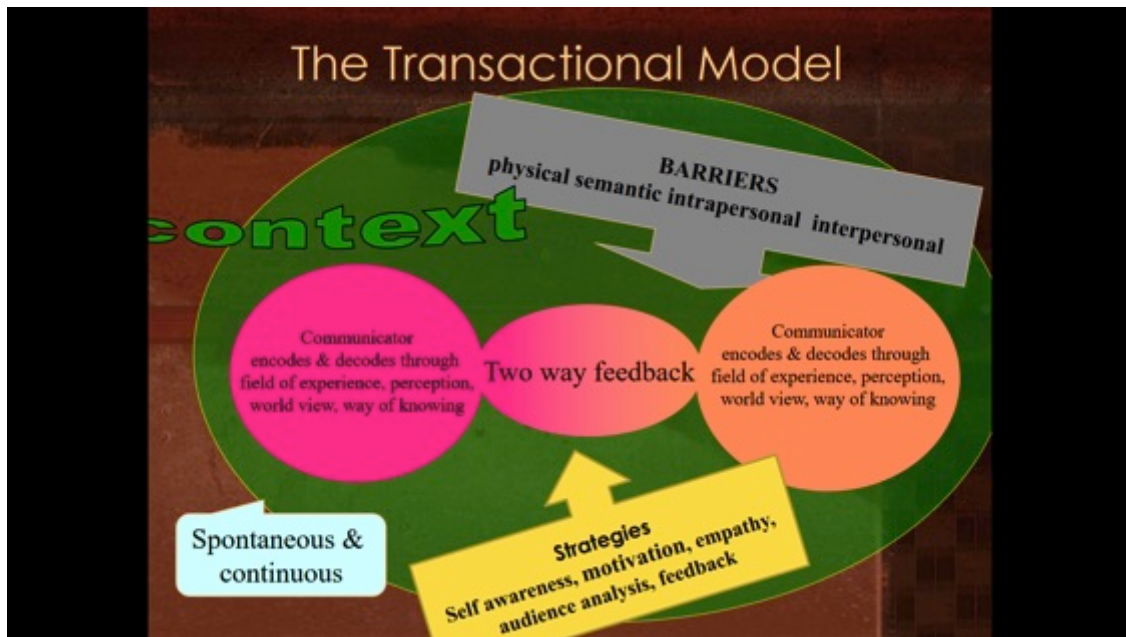 The Transactional Model
BARRIERS
physical semantic intrapersonal interpersonal
context
Communicator
encodes & decodes through
field of experience, perception,
world view, way of knowing
Two way feedback
Communicator
encodes & decodes through
field of experience, perception,
world view, way of knowing
Spontaneous &
continuous
Strategies
Self awareness, motivation, empathy,
audience analysis, feedback